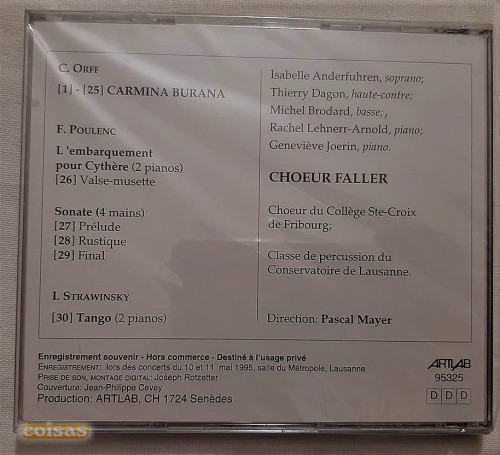 C. ORFF
[1] - [25] CARMINA BURANA
F. POULENC
L'embarquement
pour Cythère (2 pianos)
[26] Valse-musette
Sonate (4 mains)
[27] Prélude
[28] Rustique
[29] Final
I. STRAWINSKY
[30] Tango (2 pianos)
Isabelle Anderfuhren, soprano;
Thierry Dagon, haute-contre;
Michel Brodard, basse;,
Rachel Lehnerr-Arnold, piano;
Geneviève Joerin, piano.
CHOEUR FALLER
Choeur du Collège Ste-Croix
de Fribourg;
Classe de percussion du
Conservatoire de Lausanne.
Direction: Pascal Mayer
Enregistrement souvenir - Hors commerce - Destiné à l'usage privé
ENREGISTREMENT: lors des concerts du 10 et 11 mai 1995, salle du Métropole, Lausanne
PRISE DE SON, MONTAGE DIGITAL: Joseph Rotzetter
Couverture: Jean-Philippe Cevey
Production: ARTLAB, CH 1724 Senèdes
ARTLAB
95325
D D D
coisas